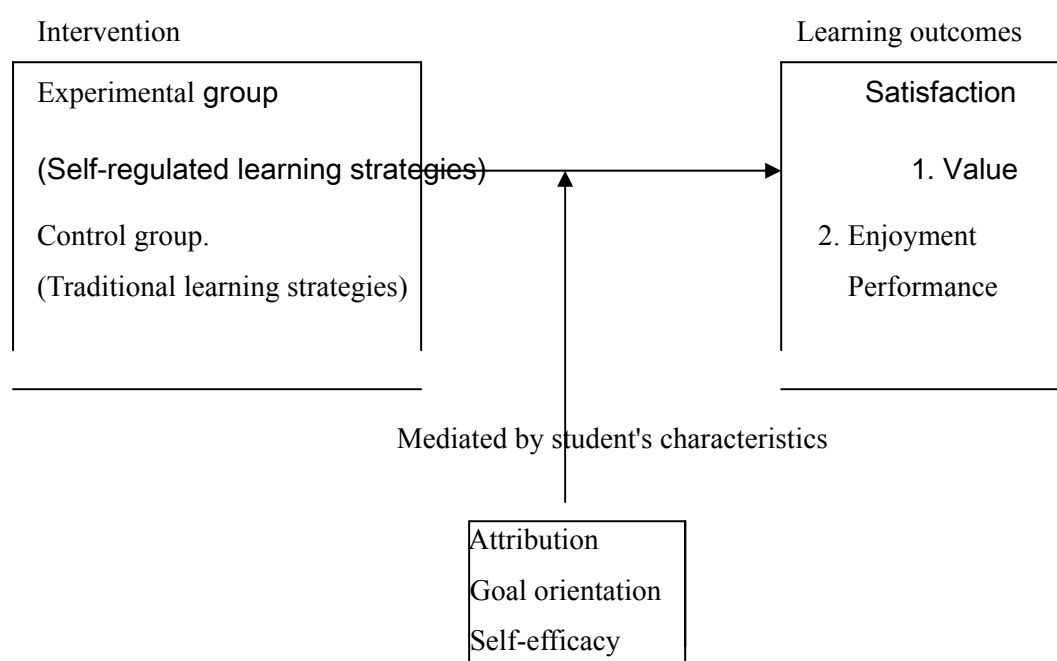 Intervention
Learning outcomes
Experimental group
(Self-regulated learning strategies)
Control group.
(Traditional learning strategies)
Satisfaction
1. Value
2. Enjoyment
Performance
Mediated by student's characteristics
Attribution
Goal orientation
Self-efficacy